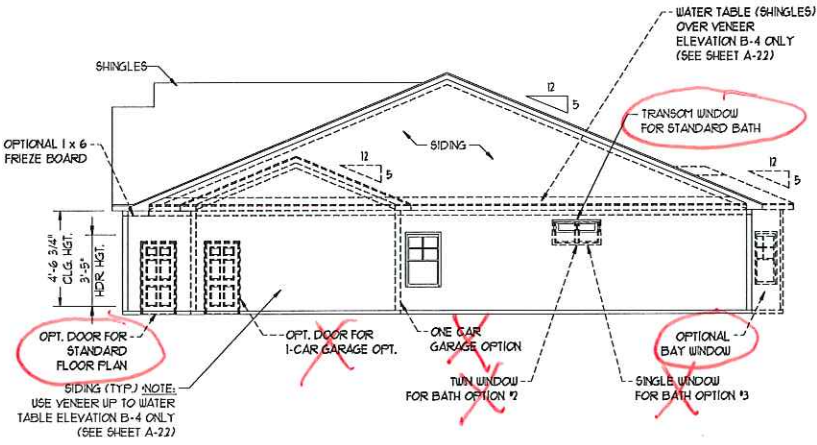 WATER TABLE (SHINGLES)
OVER VENEER
ELEVATION B-4 ONLY
(SEE SHEET A-22)
SHINGLES
12
5
TRANSOM WINDOW
FOR STANDARD BATH
OPTIONAL 1 x 6
FRIEZE BOARD
SIDING
12
5
12
5
4'-6 3/4"
CLG. HGT.
3'-5"
HDR. HGT.
OPT. DOOR FOR
STANDARD
FLOOR PLAN
OPT. DOOR FOR
1-CAR GARAGE OPT.
ONE CAR
GARAGE OPTION
OPTIONAL
BAY WINDOW
TWIN WINDOW
FOR BATH OPTION #2
SINGLE WINDOW
FOR BATH OPTION #3
SIDING (TYP.) NOTE:
USE VENEER UP TO WATER
TABLE ELEVATION B-4 ONLY
(SEE SHEET A-22)